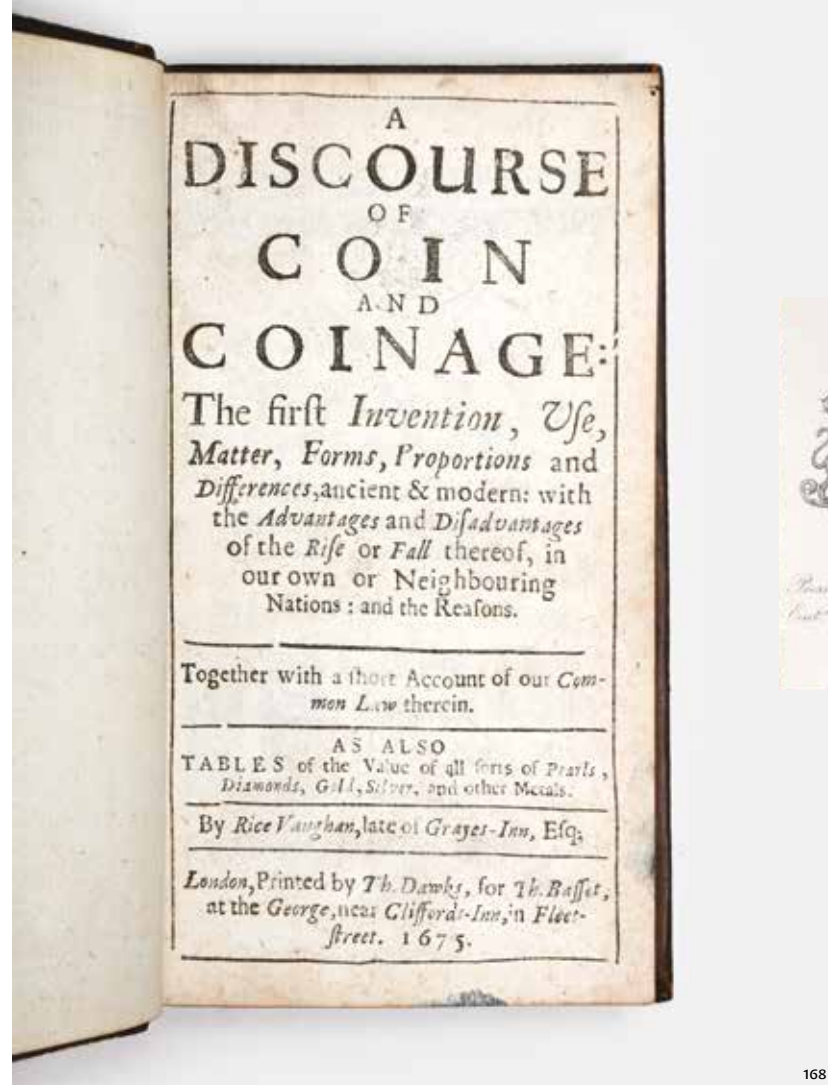 A
DISCOURSE
OF
COIN
AND
COINAGE:
The firſt Invention, Uſe,
Matter, Forms, Proportions and
Differences, ancient & modern: with
the Advantages and Diſadvantages
of the Riſe or Fall thereof, in
our own or Neighbouring
Nations: and the Reaſons.
Together with a ſhort Account of our Com-
mon Law therein.
AS ALSO
TABLES of the Value of all ſorts of Pearls,
Diamonds, Gold, Silver, and other Metals.
By Rice Vaughan, late of Grayes-Inn, Eſq;
London, Printed by Th. Dawks, for Th. Baſſet,
at the George, near Cliffords-Inn, in Fleet-
ſtreet. 1675.
168